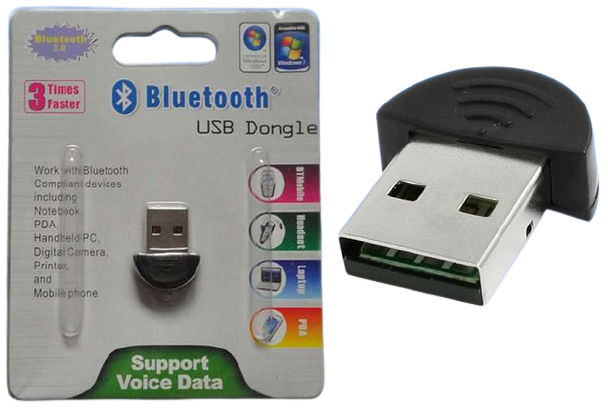 Bluetooth
2.0
3 Times
Faster
Windows
Windows 7
Bluetooth
USB Dongle
Work with Bluetooth
Compliant devices
including
Notebook,
PDA,
Handheld PC,
Digital Camera,
Printer,
and
Mobile phone
BTMobile
Headset
Laptop
PDA
Support
Voice Data